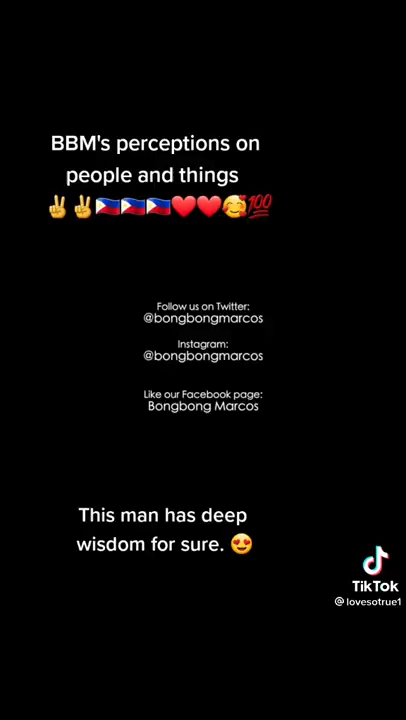 BBM's perceptions on
people and things
✌️✌️🇵🇭🇵🇭🇵🇭❤️❤️🥰💯
Follow us on Twitter:
@bongbongmarcos
Instagram:
@bongbongmarcos
Like our Facebook page:
Bongbong Marcos
This man has deep
wisdom for sure. 😍
TikTok
@lovesotrue1